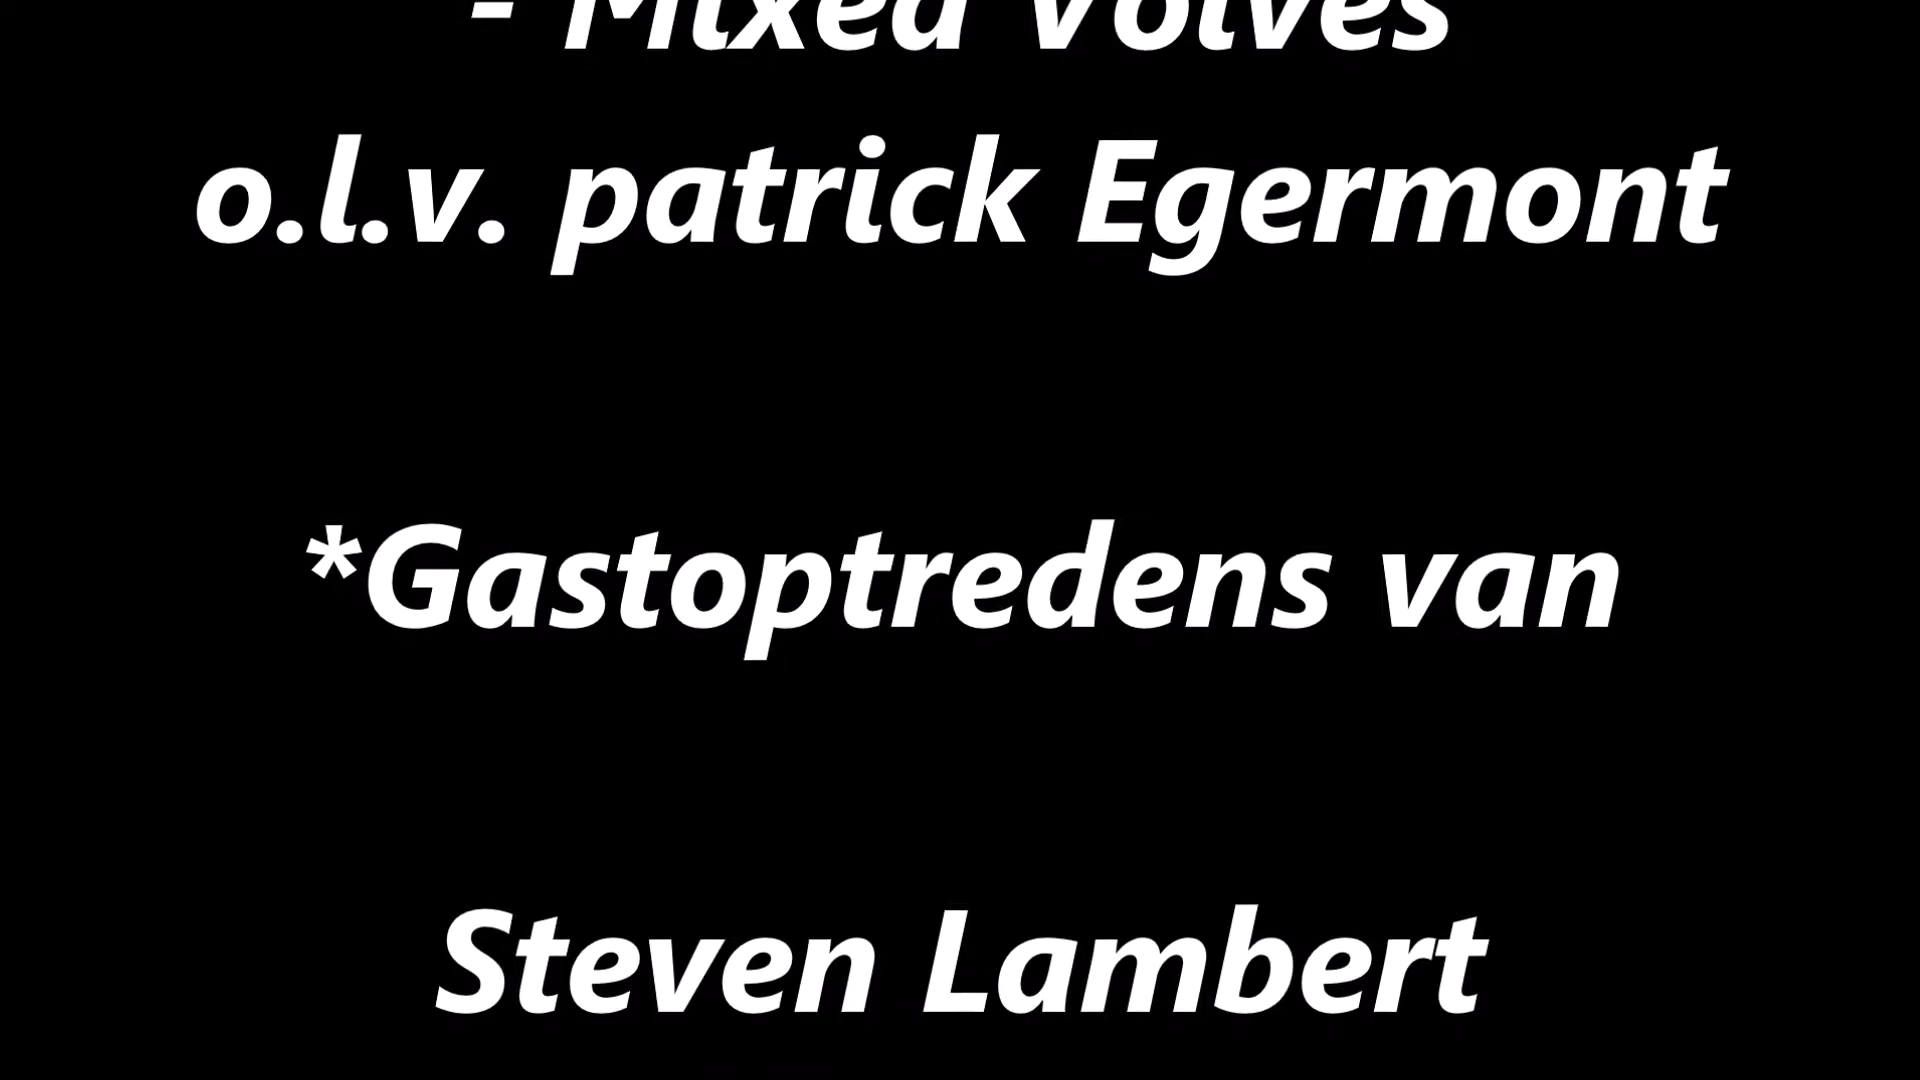 - Mixed Volves
o.l.v. patrick Egermont
*Gastoptredens van
Steven Lambert